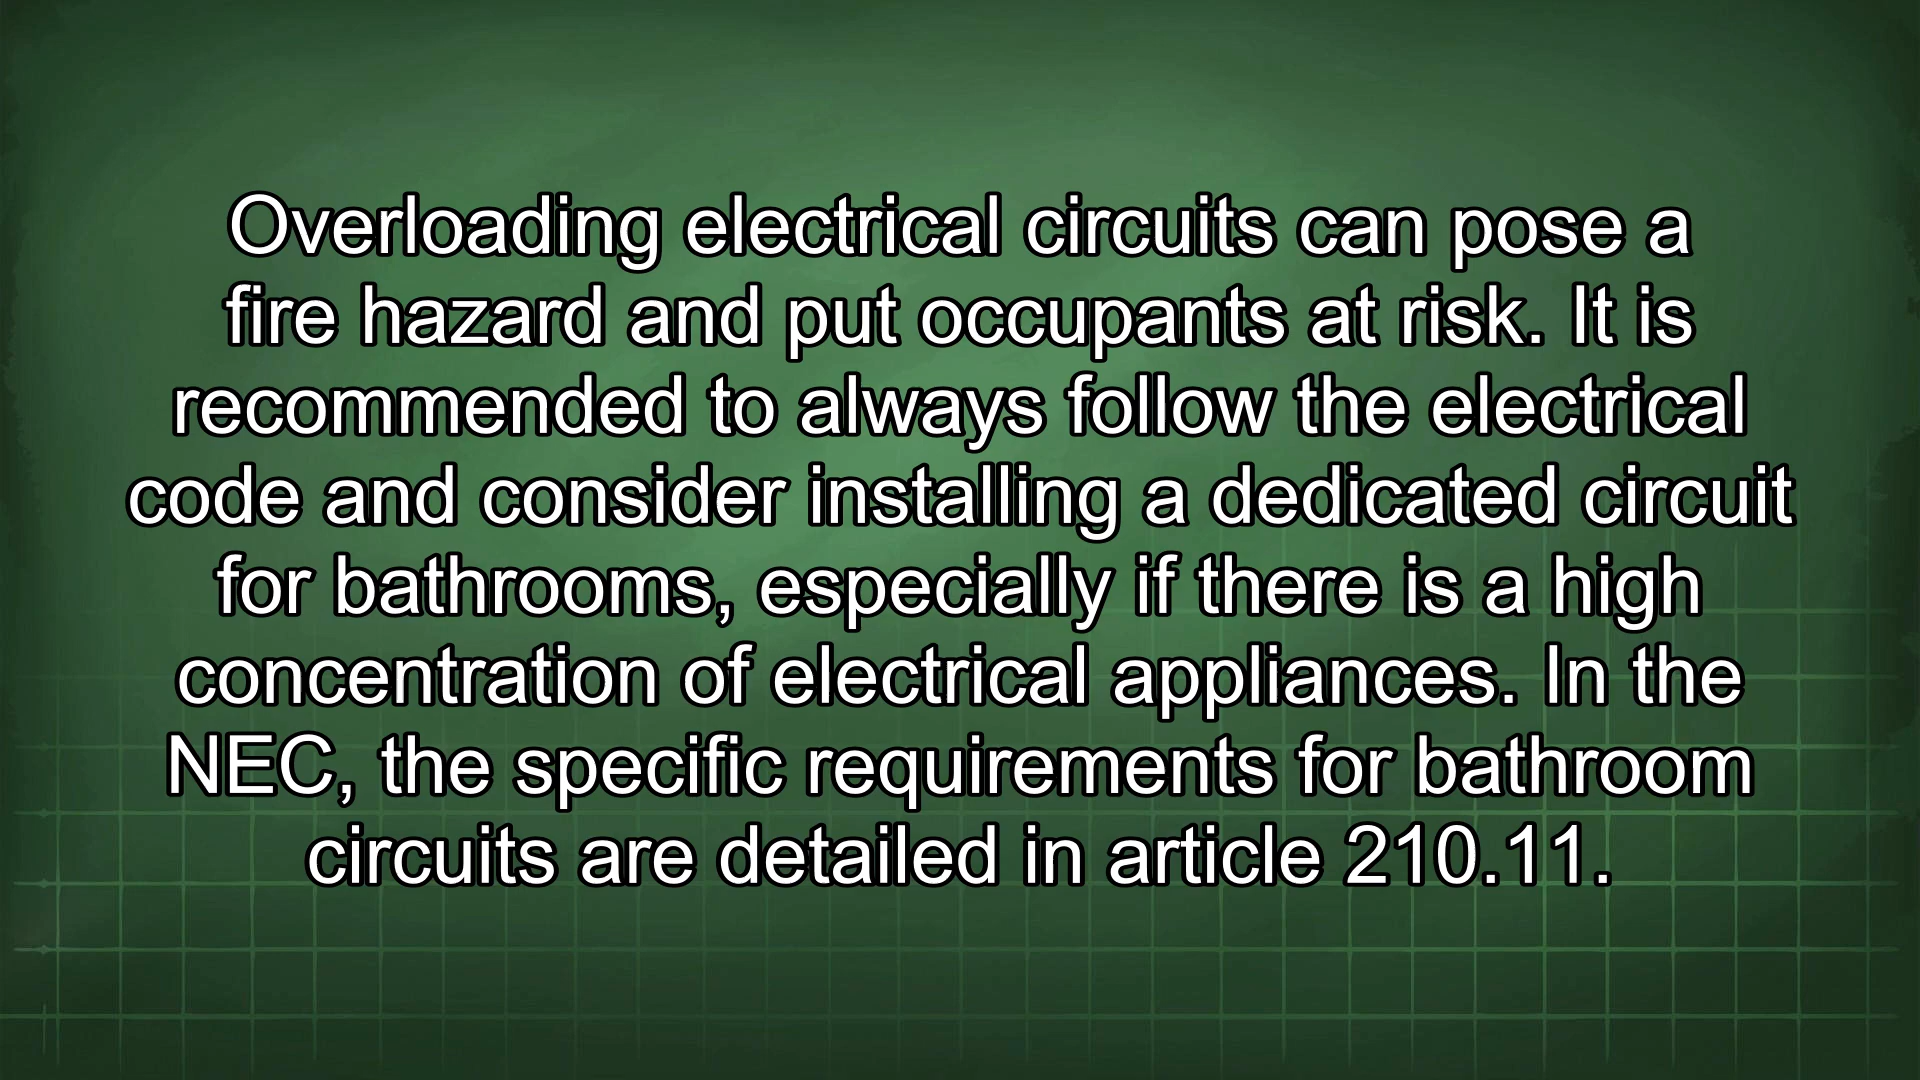 Overloading electrical circuits can pose a
fire hazard and put occupants at risk. It is
recommended to always follow the electrical
code and consider installing a dedicated circuit
for bathrooms, especially if there is a high
concentration of electrical appliances. In the
NEC, the specific requirements for bathroom
circuits are detailed in article 210.11.